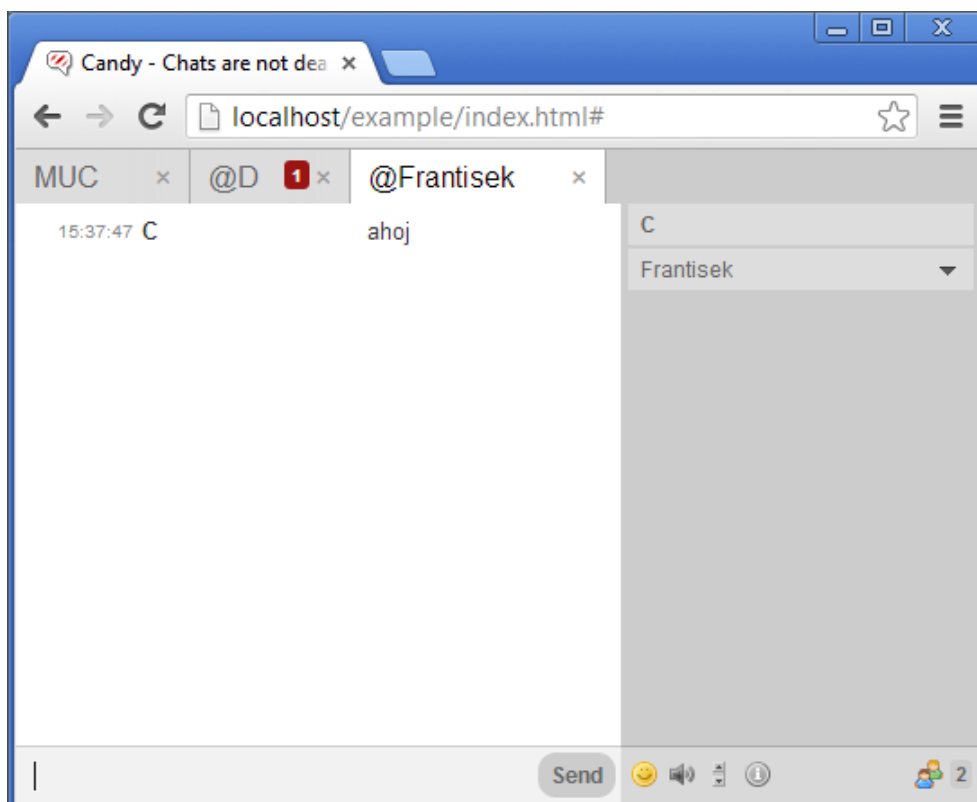 Candy - Chats are not dea
localhost/example/index.html#
MUC @D 1 @Frantisek
15:37:47 C ahoj
C
Frantisek
Send 2